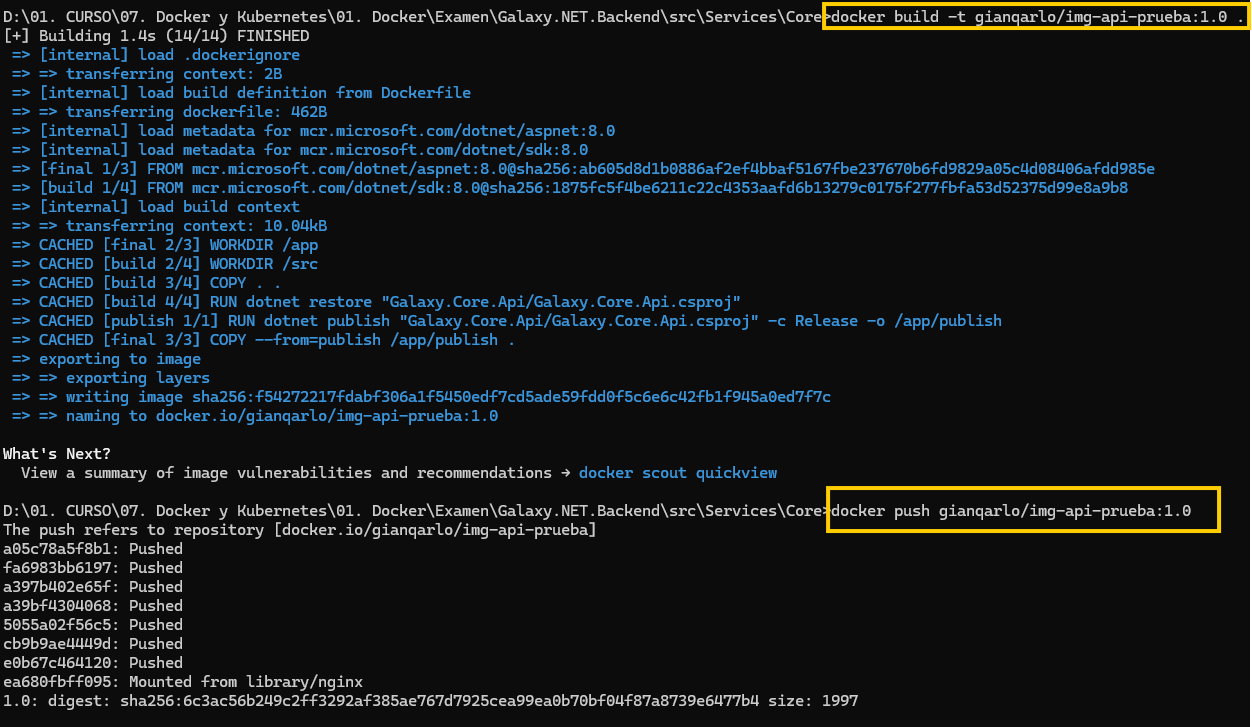 D:\01. CURSO\07. Docker y Kubernetes\01. Docker\Examen\Galaxy.NET.Backend\src\Services\Core>docker build -t gianqarlo/img-api-prueba:1.0 .
[+] Building 1.4s (14/14) FINISHED
=> [internal] load .dockerignore
=> => transferring context: 2B
=> [internal] load build definition from Dockerfile
=> => transferring dockerfile: 462B
=> [internal] load metadata for mcr.microsoft.com/dotnet/aspnet:8.0
=> [internal] load metadata for mcr.microsoft.com/dotnet/sdk:8.0
=> [final 1/3] FROM mcr.microsoft.com/dotnet/aspnet:8.0@sha256:ab605d8d1b0886af2ef4bbaf5167fbe237670b6fd9829a05c4d08406afdd985e
=> [build 1/4] FROM mcr.microsoft.com/dotnet/sdk:8.0@sha256:1875fc5f4be6211c22c4353aafd6b13279c0175f277fbfa53d52375d99e8a9b8
=> [internal] load build context
=> => transferring context: 10.04kB
=> CACHED [final 2/3] WORKDIR /app
=> CACHED [build 2/4] WORKDIR /src
=> CACHED [build 3/4] COPY . .
=> CACHED [build 4/4] RUN dotnet restore "Galaxy.Core.Api/Galaxy.Core.Api.csproj"
=> CACHED [publish 1/1] RUN dotnet publish "Galaxy.Core.Api/Galaxy.Core.Api.csproj" -c Release -o /app/publish
=> CACHED [final 3/3] COPY --from=publish /app/publish .
=> exporting to image
=> => exporting layers
=> => writing image sha256:f54272217fdabf306a1f5450edf7cd5ade59fdd0f5c6e6c42fb1f945a0ed7f7c
=> => naming to docker.io/gianqarlo/img-api-prueba:1.0
What's Next?
View a summary of image vulnerabilities and recommendations → docker scout quickview
D:\01. CURSO\07. Docker y Kubernetes\01. Docker\Examen\Galaxy.NET.Backend\src\Services\Core>docker push gianqarlo/img-api-prueba:1.0
The push refers to repository [docker.io/gianqarlo/img-api-prueba]
a05c78a5f8b1: Pushed
fa6983bb6197: Pushed
a397b402e65f: Pushed
a39bf4304068: Pushed
5055a02f56c5: Pushed
cb9b9ae4449d: Pushed
e0b67c464120: Pushed
ea680fbff095: Mounted from library/nginx
1.0: digest: sha256:6c3ac56b249c2ff3292af385ae767d7925cea99ea0b70bf04f87a8739e6477b4 size: 1997